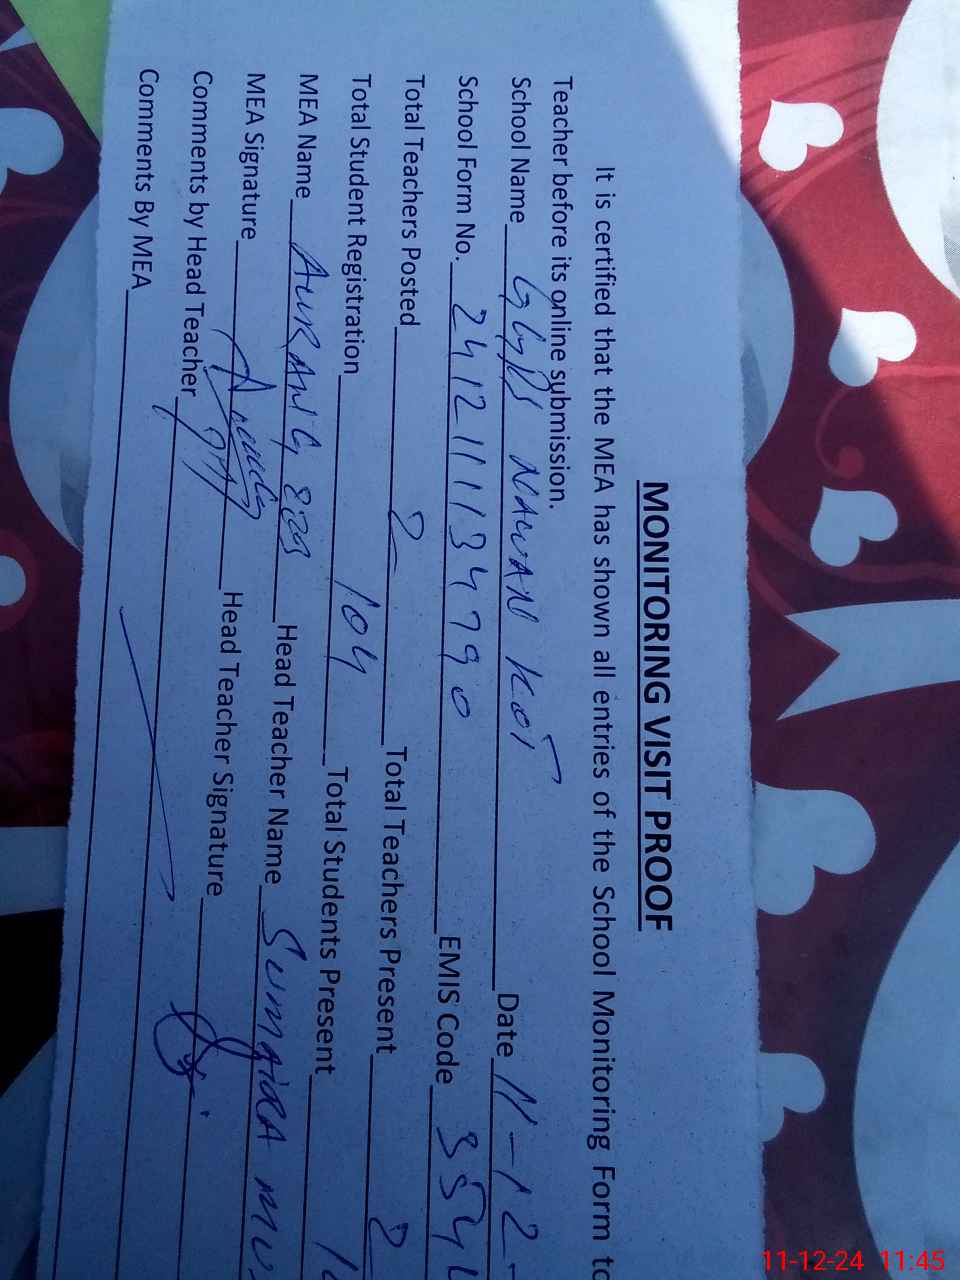 MONITORING VISIT PROOF
It is certified that the MEA has shown all entries of the School Monitoring Form to
Teacher before its online submission.
School Name NAWAN KOT Date 11-12-
School Form No. 2412111134790 EMIS Code
Total Teachers Posted 2 Total Teachers Present 2
Total Student Registration 104 Total Students Present
MEA Name AURANG Head Teacher Name SUMAIRA
MEA Signature Head Teacher Signature
Comments by Head Teacher
Comments By MEA
11-12-24 11:45